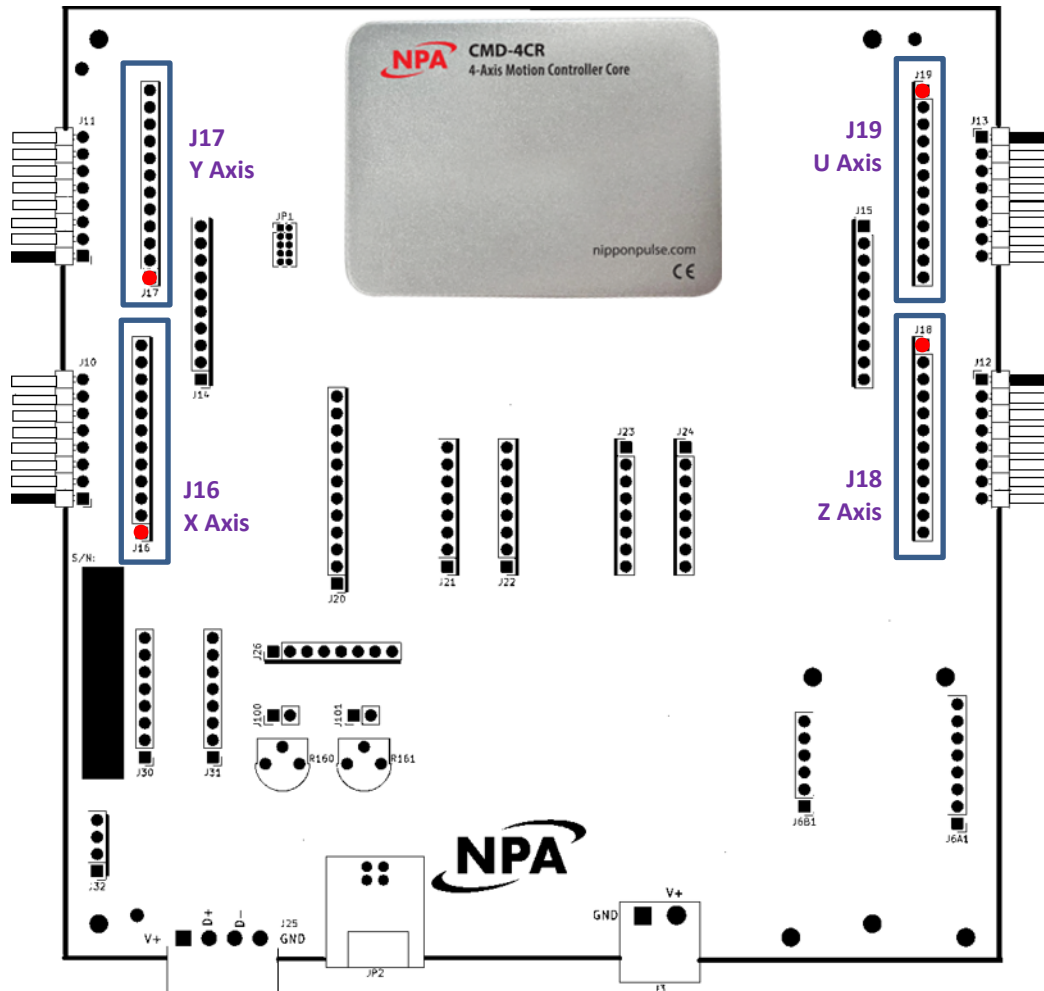 NPA
CMD-4CR
4-Axis Motion Controller Core
nipponpulse.com
CE
J11
J17
Y Axis
JP1
J17
J14
J19
J19
U Axis
J13
J15
J10
J16
X Axis
J16
S/N:
J18
J12
J18
Z Axis
J20
J21
J22
J23
J24
J26
J100
J101
R160
R161
J30
J31
J32
J6B1
J6A1
NPA
V+
D+
D-
J25
GND
JP2
GND
V+
J3